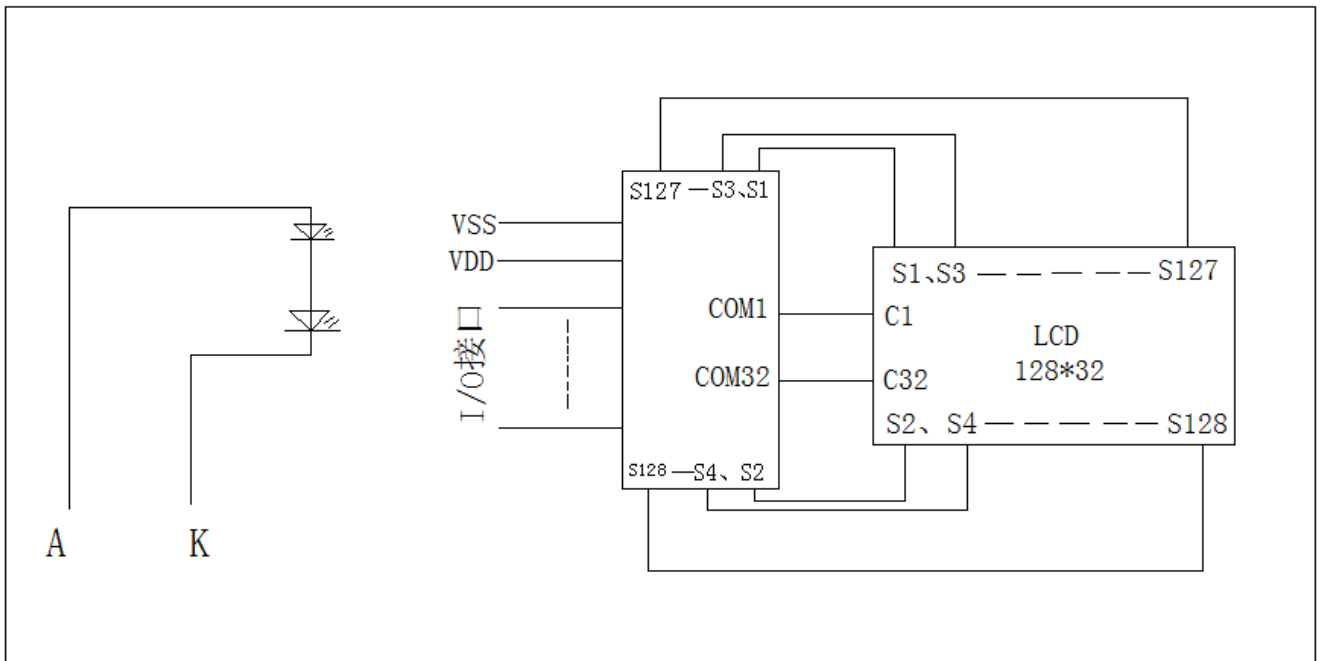 A
K
VSS
VDD
I/O接口
S127—S3、S1
COM1
COM32
S128—S4、S2
S1、S3 — — — — — S127
C1
LCD
128*32
C32
S2、S4 — — — — — S128